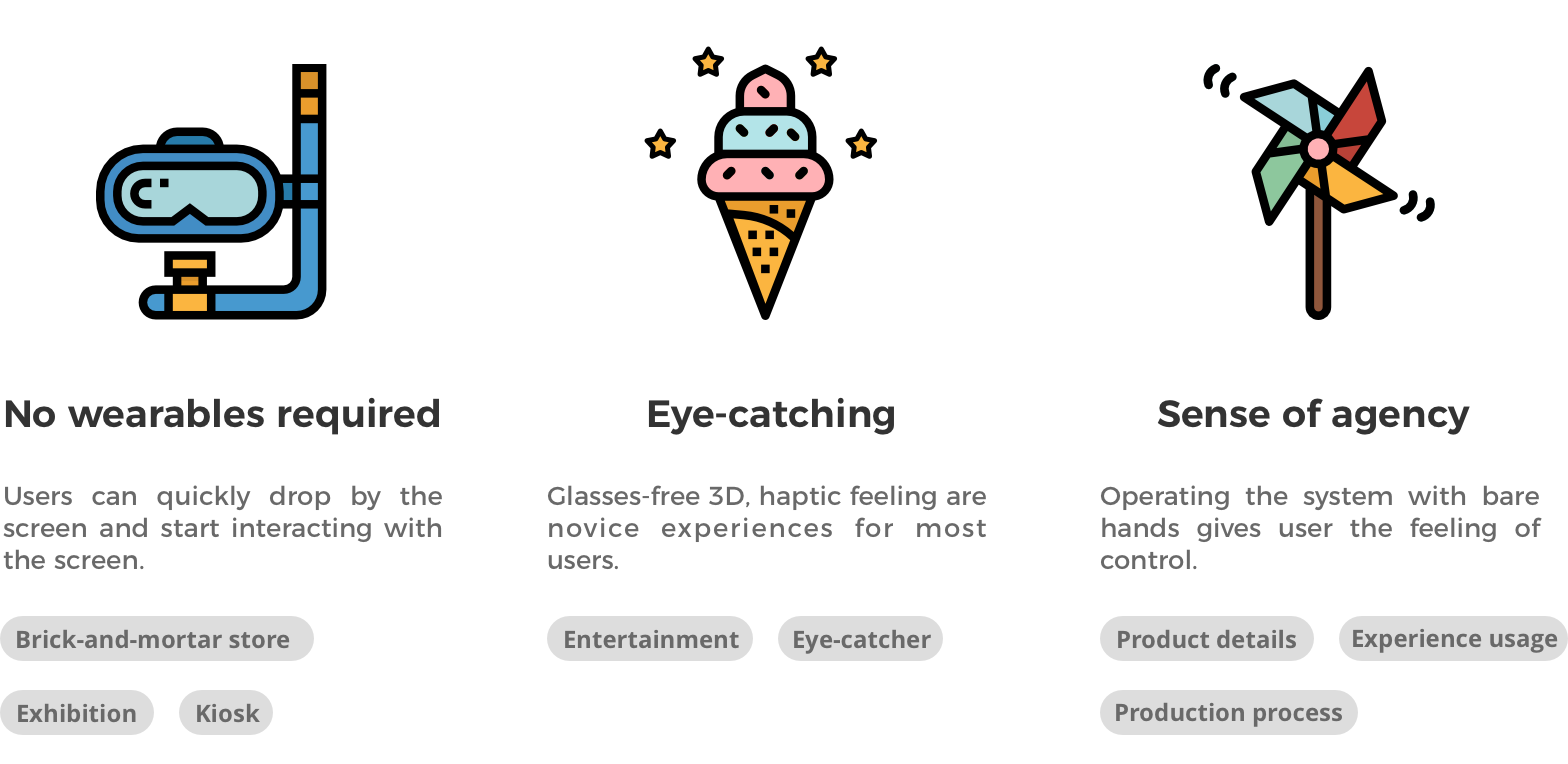 No wearables required
Users can quickly drop by the
screen and start interacting with
the screen.
Brick-and-mortar store
Exhibition
Kiosk
Eye-catching
Glasses-free 3D, haptic feeling are
novice experiences for most
users.
Entertainment
Eye-catcher
Sense of agency
Operating the system with bare
hands gives user the feeling of
control.
Product details
Experience usage
Production process